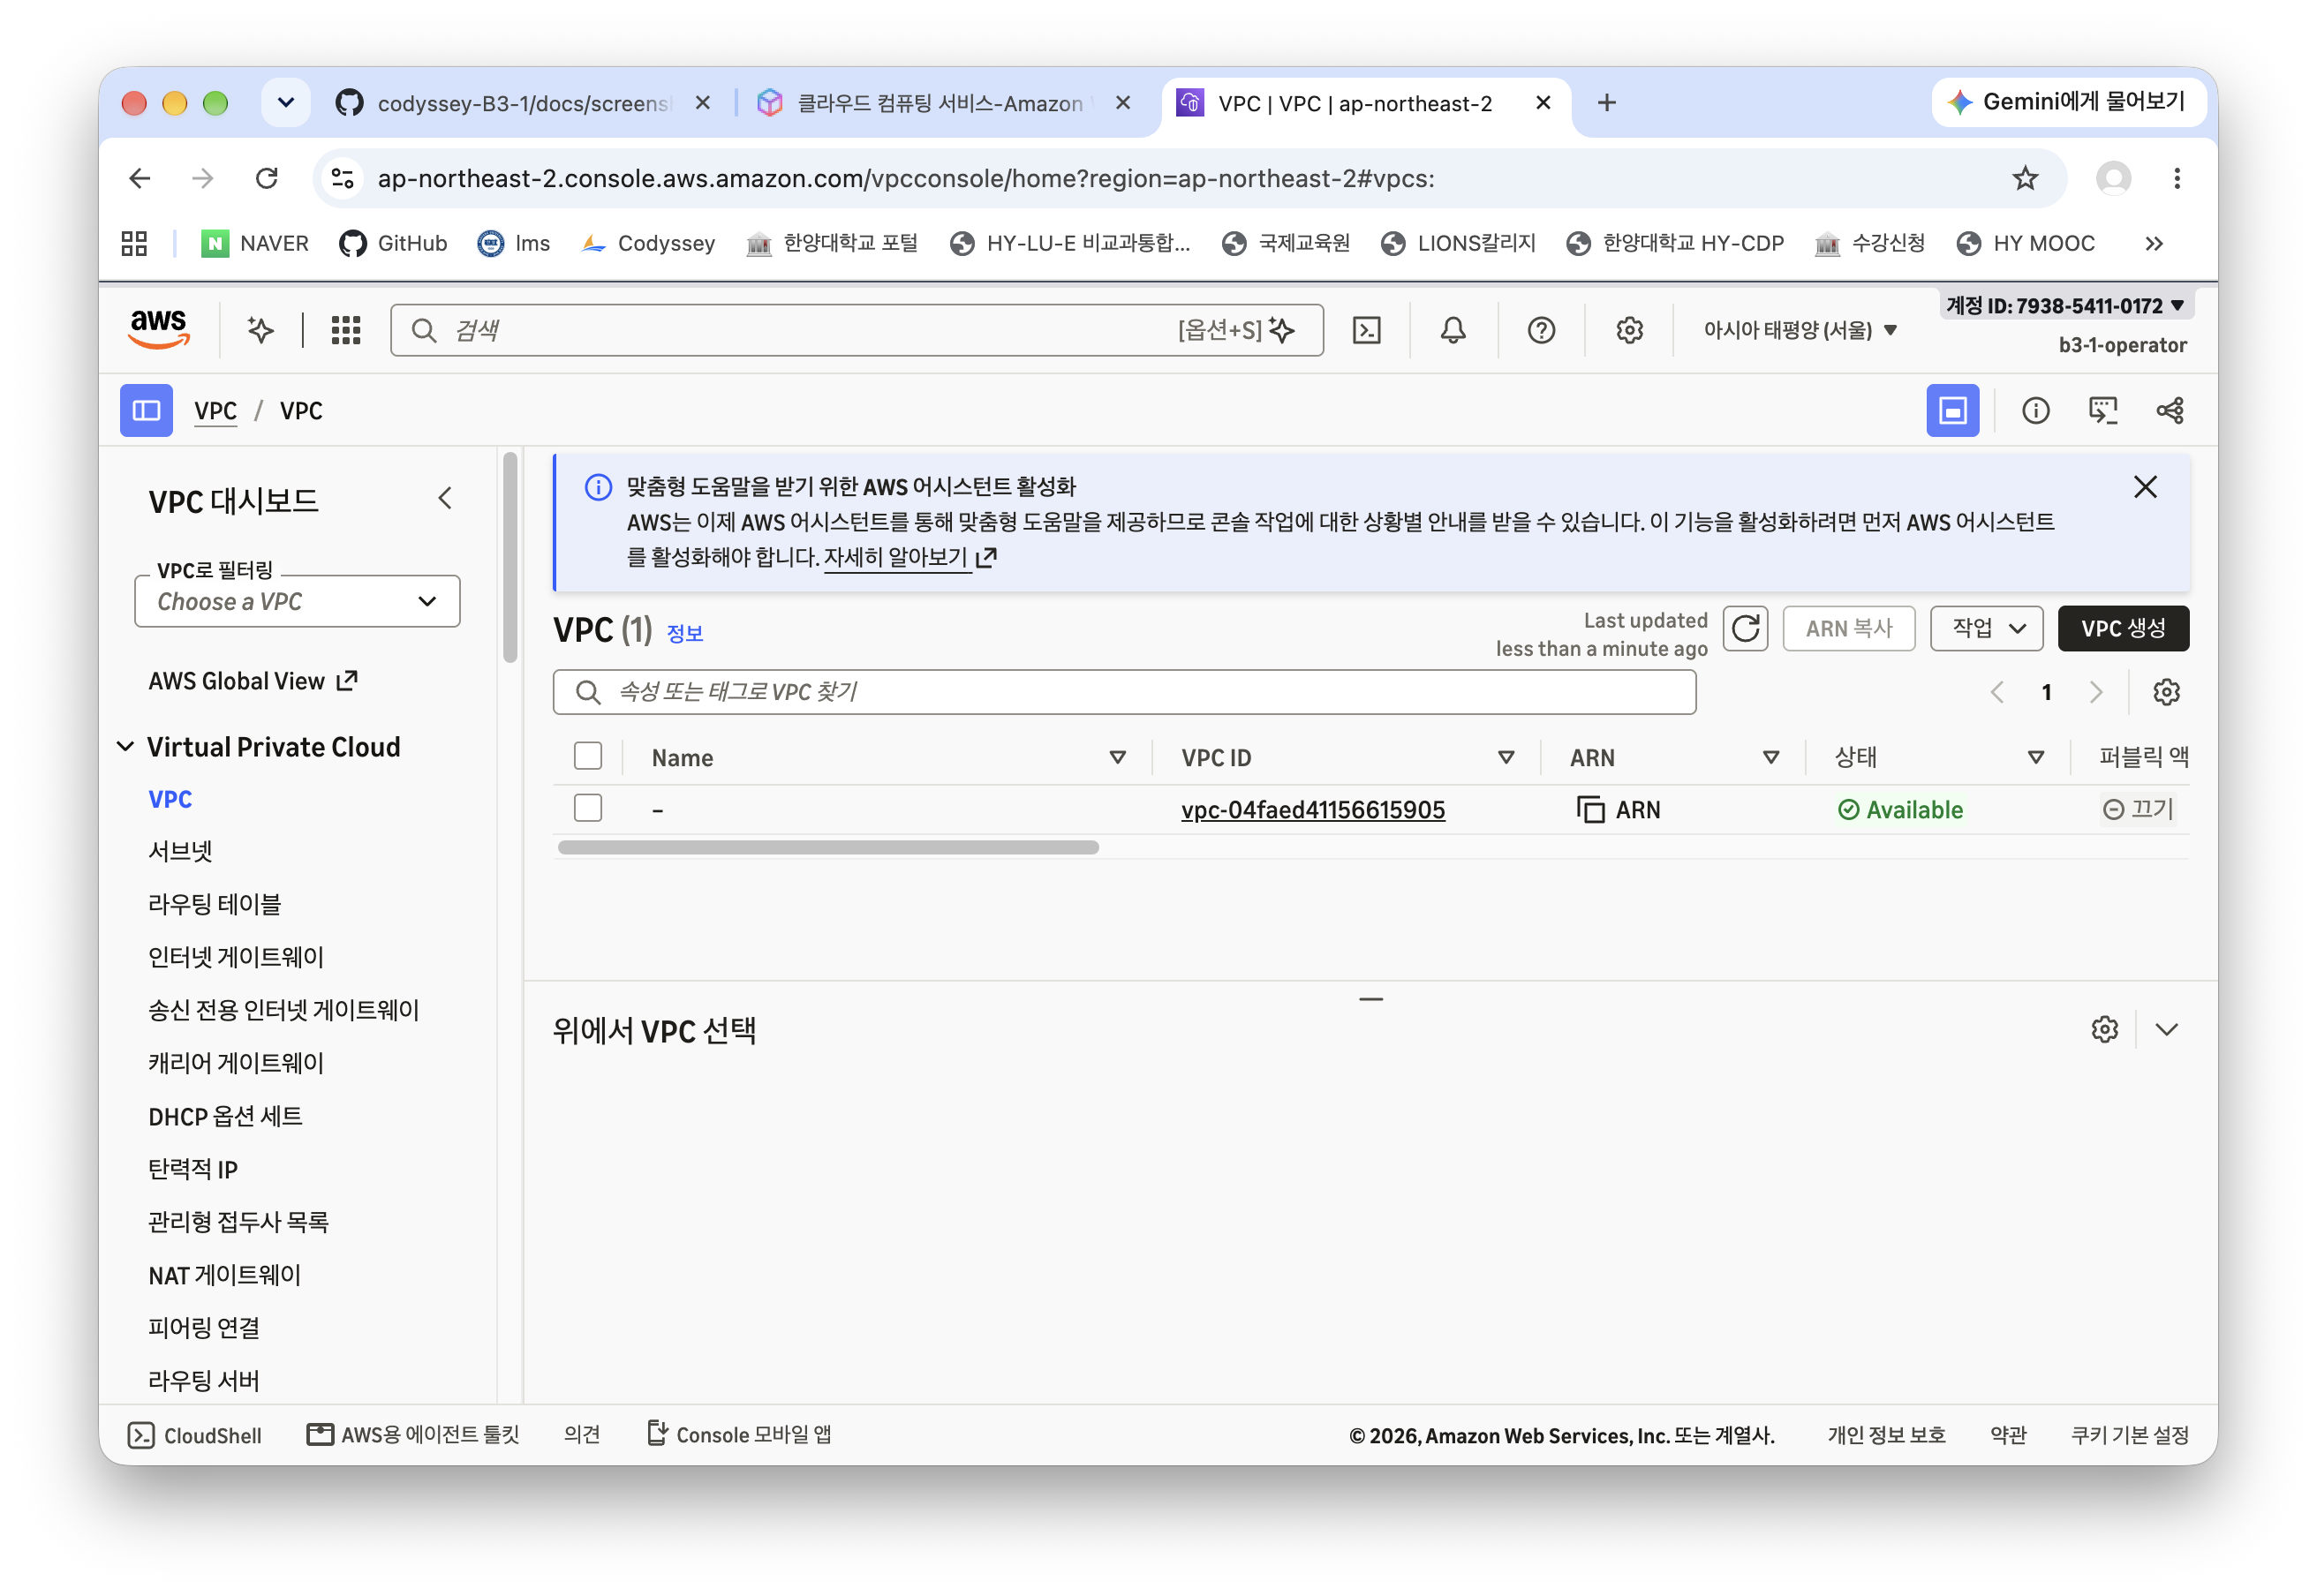 codyssey-B3-1/docs/screens
클라우드 컴퓨팅 서비스-Amazon
VPC | VPC | ap-northeast-2
Gemini에게 물어보기
ap-northeast-2.console.aws.amazon.com/vpcconsole/home?region=ap-northeast-2#vpcs:
NAVER
GitHub
lms
Codyssey
한양대학교 포털
HY-LU-E 비교과통합...
국제교육원
LIONS칼리지
한양대학교 HY-CDP
수강신청
HY MOOC
aws
검색
[옵션+S]
아시아 태평양 (서울)
계정 ID: 7938-5411-0172
b3-1-operator
VPC / VPC
VPC 대시보드
VPC로 필터링
Choose a VPC
AWS Global View
Virtual Private Cloud
VPC
서브넷
라우팅 테이블
인터넷 게이트웨이
송신 전용 인터넷 게이트웨이
캐리어 게이트웨이
DHCP 옵션 세트
탄력적 IP
관리형 접두사 목록
NAT 게이트웨이
피어링 연결
라우팅 서버
맞춤형 도움말을 받기 위한 AWS 어시스턴트 활성화
AWS는 이제 AWS 어시스턴트를 통해 맞춤형 도움말을 제공하므로 콘솔 작업에 대한 상황별 안내를 받을 수 있습니다. 이 기능을 활성화하려면 먼저 AWS 어시스턴트
를 활성화해야 합니다. 자세히 알아보기
VPC (1) 정보
Last updated
less than a minute ago
ARN 복사
작업
VPC 생성
속성 또는 태그로 VPC 찾기
1
Name
VPC ID
ARN
상태
퍼블릭 액
–
vpc-04faed41156615905
ARN
Available
끄기
위에서 VPC 선택
CloudShell
AWS용 에이전트 툴킷
의견
Console 모바일 앱
© 2026, Amazon Web Services, Inc. 또는 계열사.
개인 정보 보호
약관
쿠키 기본 설정